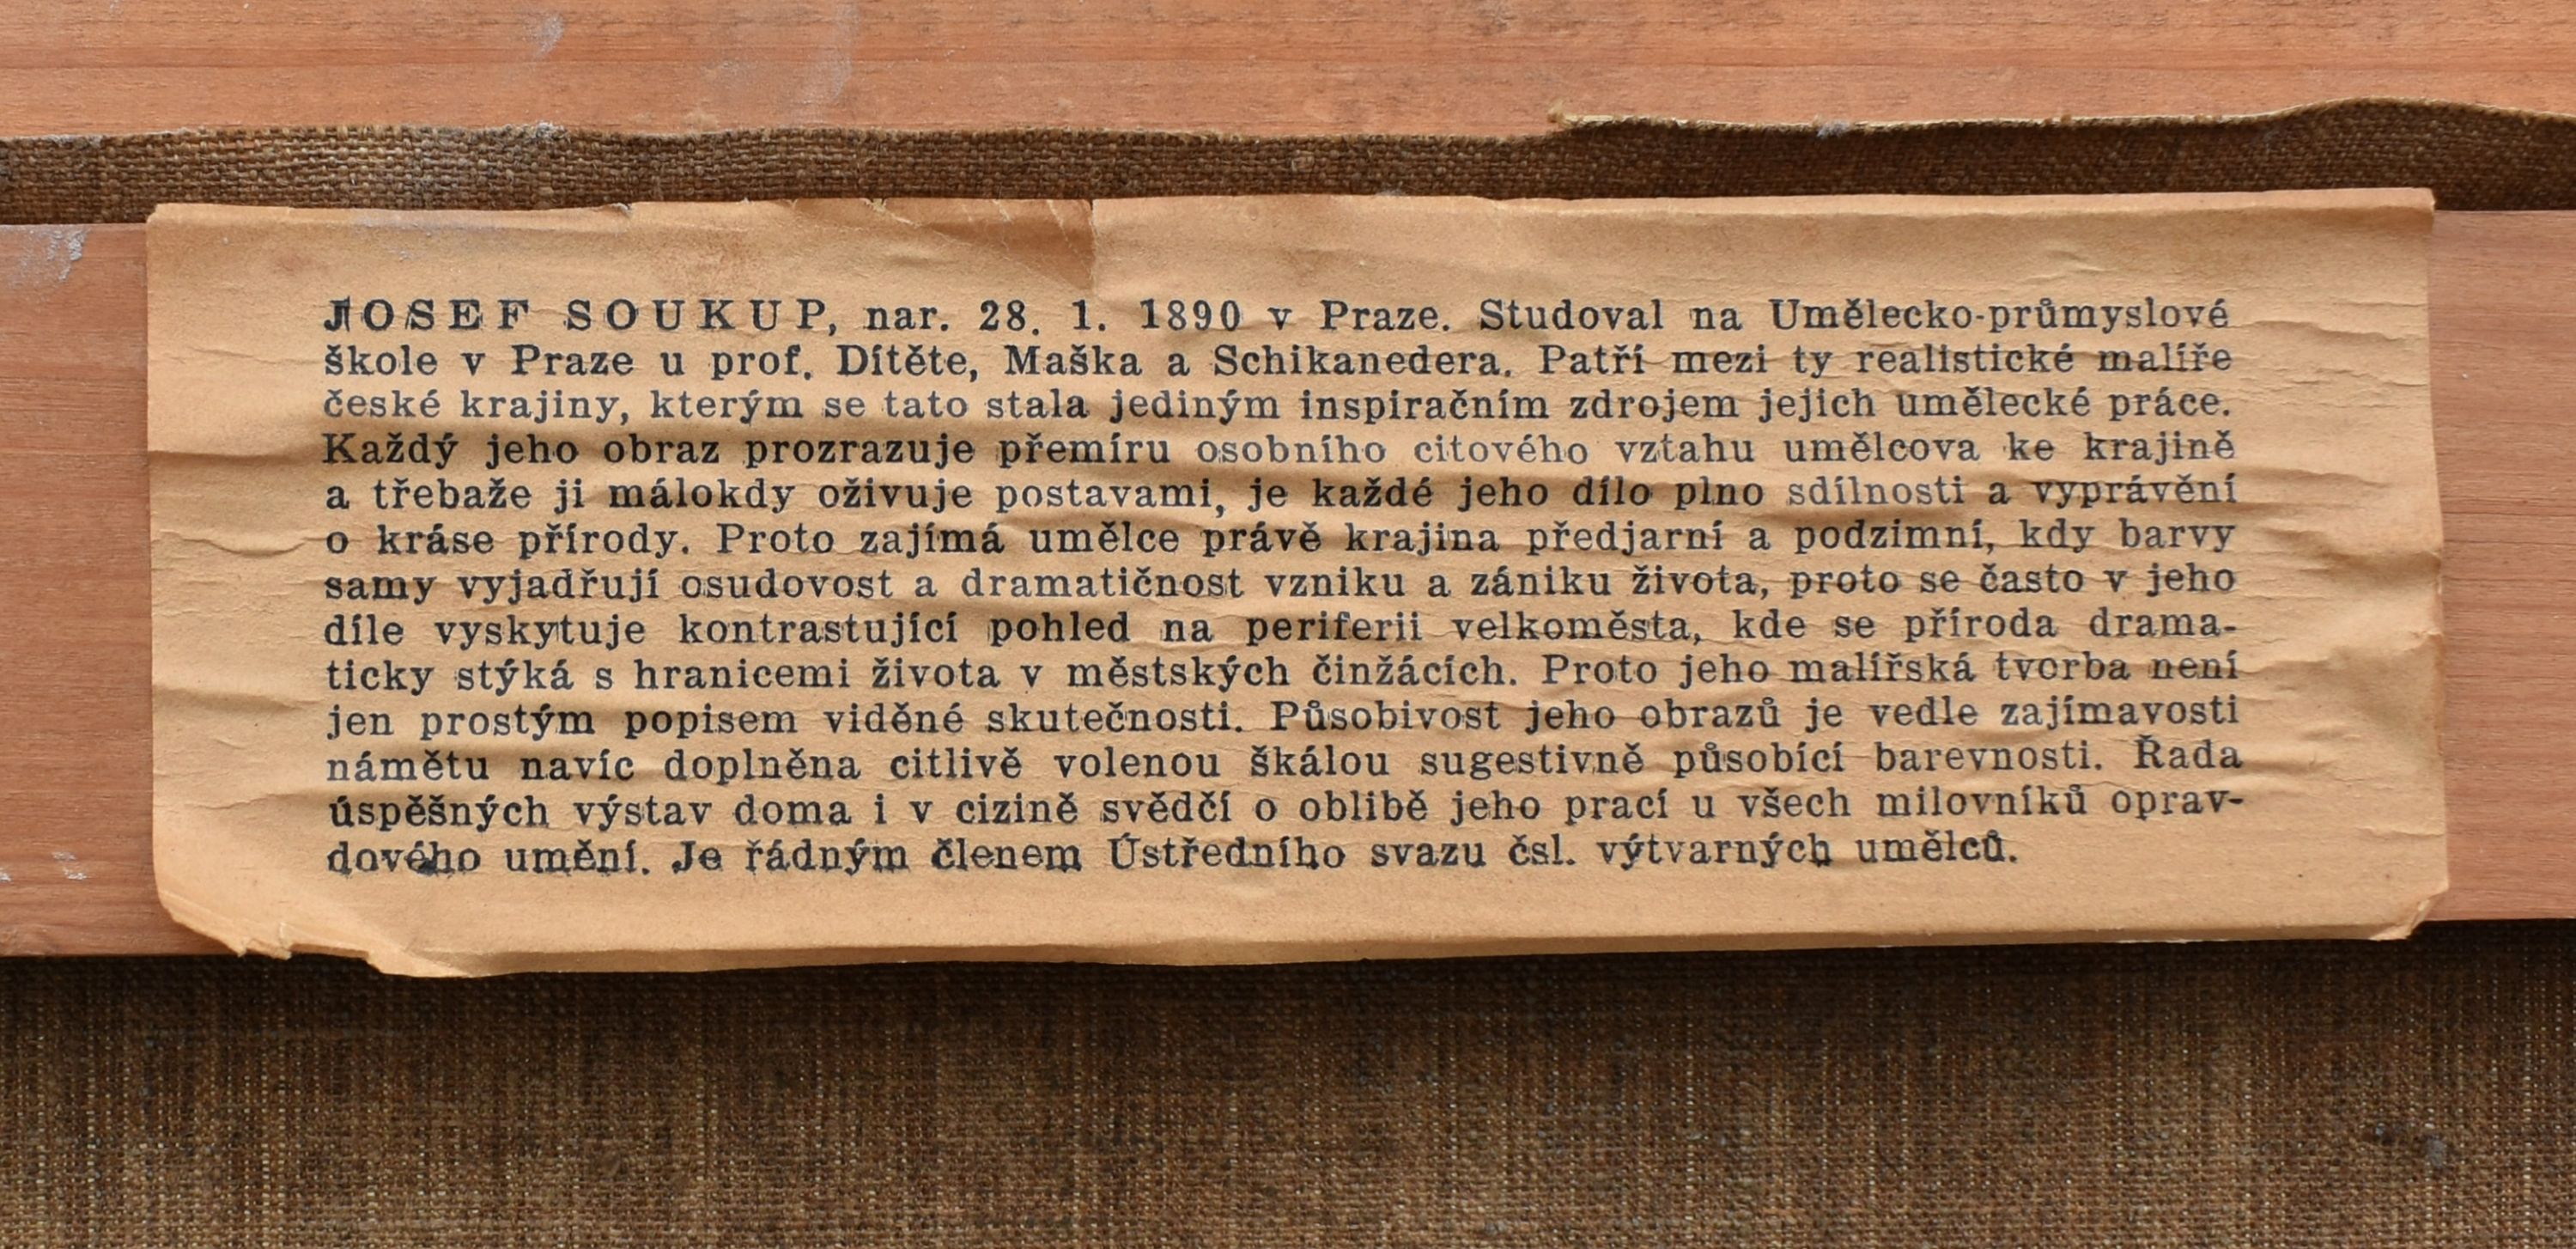 JOSEF SOUKUP, nar. 28. 1. 1890 v Praze. Studoval na Umělecko-průmyslové
škole v Praze u prof. Dítěte, Maška a Schikanedera. Patří mezi ty realistické malíře
české krajiny, kterým se tato stala jediným inspiračním zdrojem jejich umělecké práce.
Každý jeho obraz prozrazuje přemíru osobního citového vztahu umělcova ke krajině
a třebaže ji málokdy oživuje postavami, je každé jeho dílo plno sdílnosti a vyprávění
o kráse přírody. Proto zajímá umělce právě krajina předjarní a podzimní, kdy barvy
samy vyjadřují osudovost a dramatičnost vzniku a zániku života, proto se často v jeho
díle vyskytuje kontrastující pohled na periferii velkoměsta, kde se příroda drama-
ticky stýká s hranicemi života v městských činžácích. Proto jeho malířská tvorba není
jen prostým popisem viděné skutečnosti. Působivost jeho obrazů je vedle zajímavosti
námětu navíc doplněna citlivě volenou škálou sugestivně působící barevnosti. Řada
úspěšných výstav doma i v cizině svědčí o oblibě jeho prací u všech milovníků oprav-
dového umění. Je řádným členem Ústředního svazu čsl. výtvarných umělců.